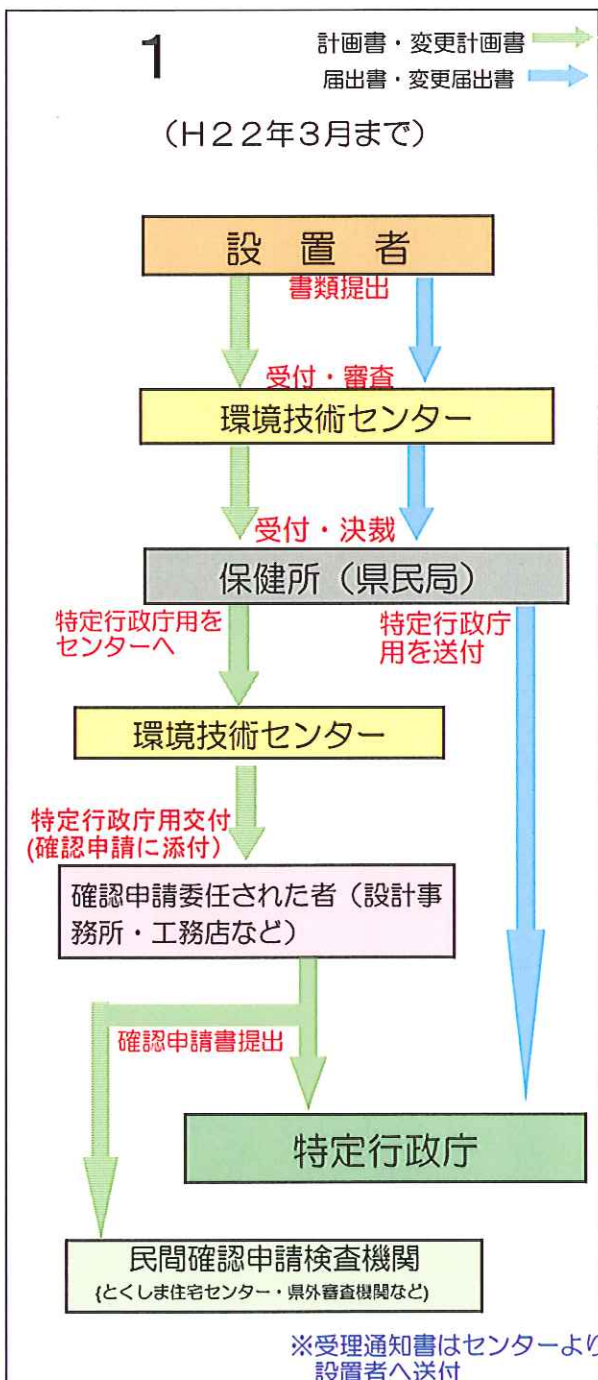 1
計画書・変更計画書
届出書・変更届出書
（H22年3月まで）
設 置 者
書類提出
受付・審査
環境技術センター
受付・決裁
保健所（県民局）
特定行政庁用を
センターへ
特定行政庁
用を送付
環境技術センター
特定行政庁用交付
(確認申請に添付)
確認申請委任された者（設計事
務所・工務店など）
確認申請書提出
特定行政庁
民間確認申請検査機関
{とくしま住宅センター・県外審査機関など)
※受理通知書はセンターより
設置者へ送付